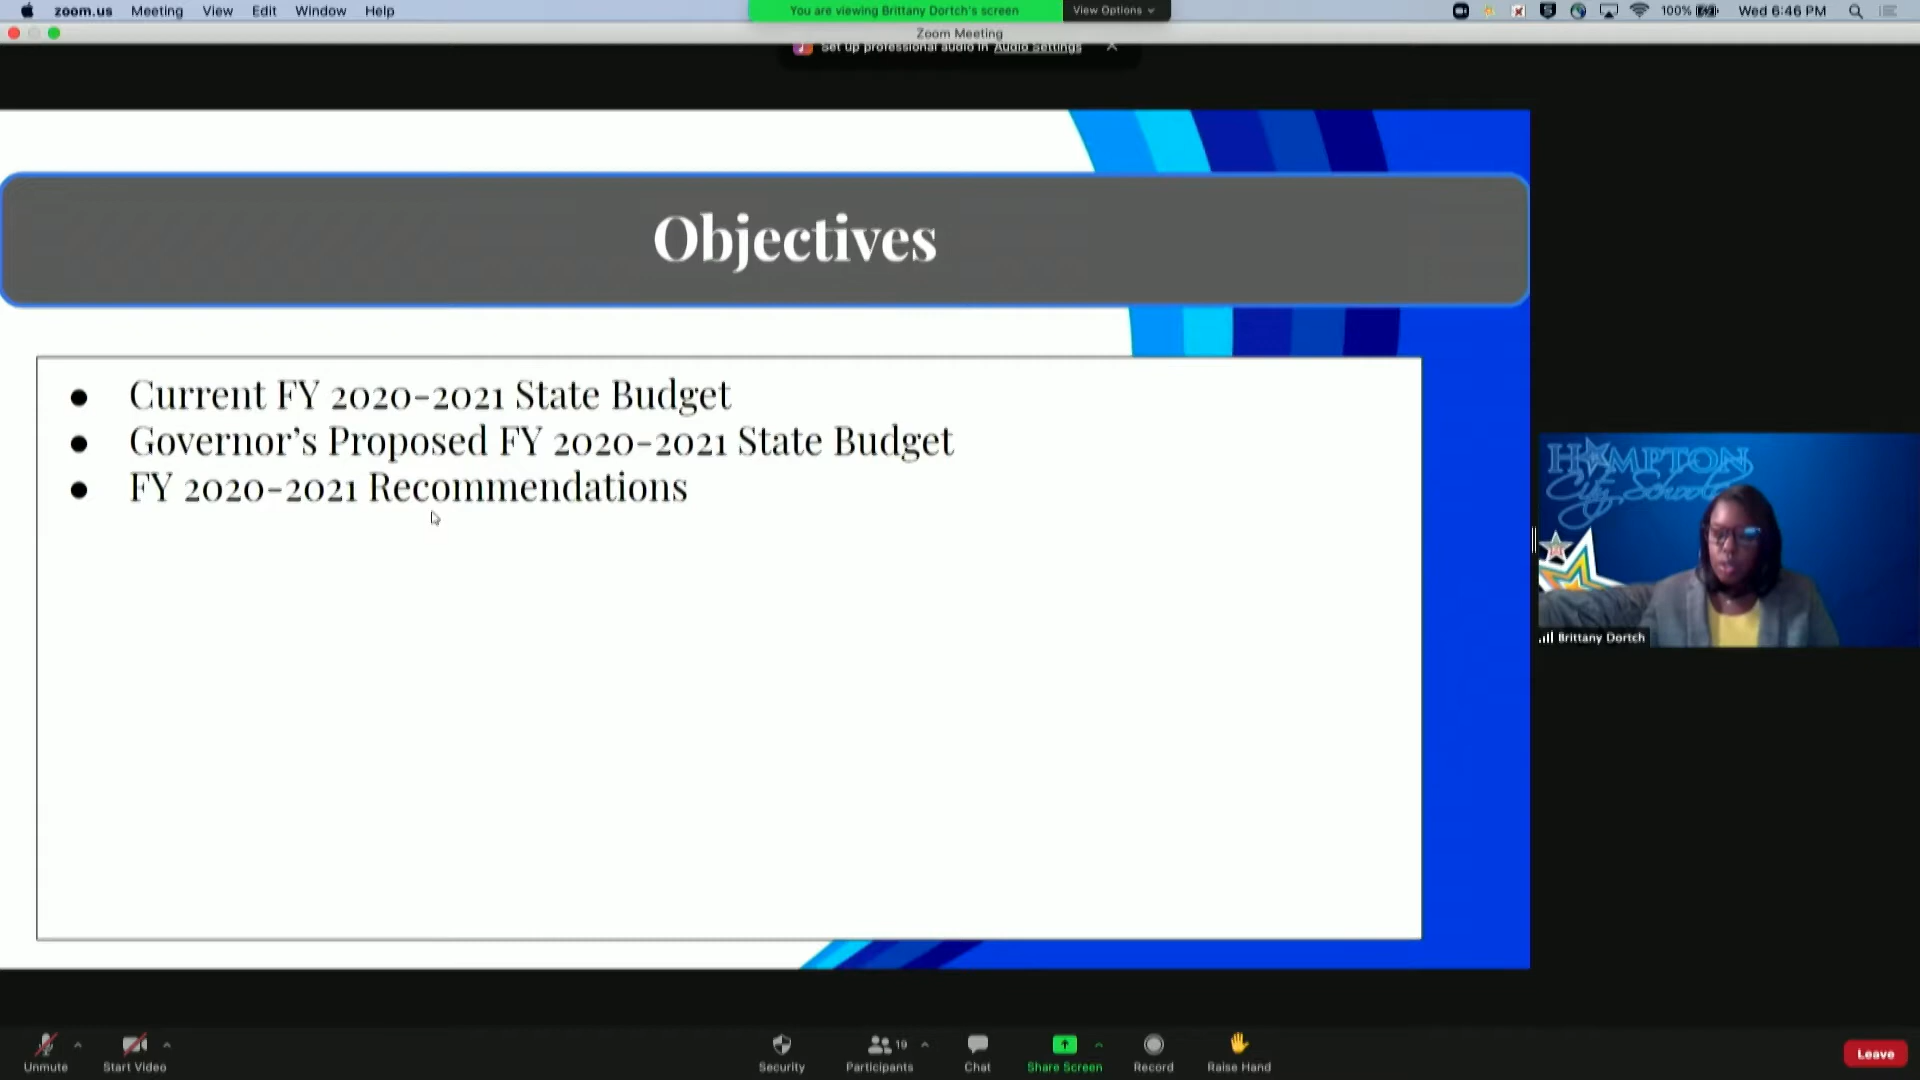 zoom.us Meeting View Edit Window Help
You are viewing Brittany Dortch's screen View Options
100% Wed 6:46 PM
Zoom Meeting
Set up professional audio in Audio Settings
Objectives
● Current FY 2020-2021 State Budget
● Governor's Proposed FY 2020-2021 State Budget
● FY 2020-2021 Recommendations
HAMPTON
City Schools
Brittany Dortch
19
Unmute Start Video Security Participants Chat Share Screen Record Raise Hand Leave